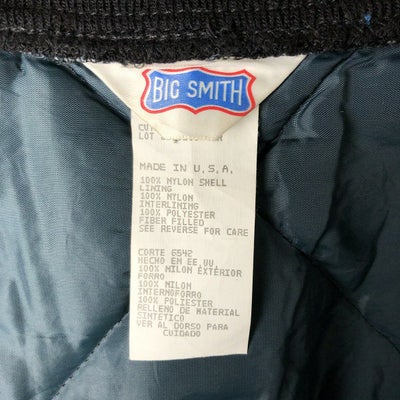 BIG SMITH
CUT
LOT
MADE IN U.S.A.
100% NYLON SHELL
LINING
100% NYLON
INTERLINING
100% POLYESTER
FIBER FILLED
SEE REVERSE FOR CARE
CORTE 6542
HECHO EN EE.UU.
100% NILON EXTERIOR
FORRO
100% NILON
INTERNOFORRO
100% POLIESTER
RELLENO DE MATERIAL
SINTETICO
VER AL DORSO PARA
CUIDADO